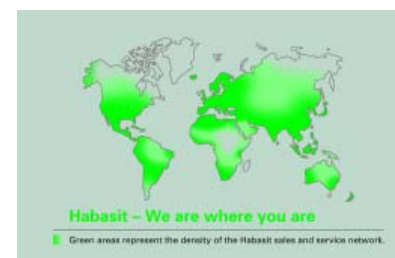 Habasit – We are where you are
Green areas represent the density of the Habasit sales and service network.